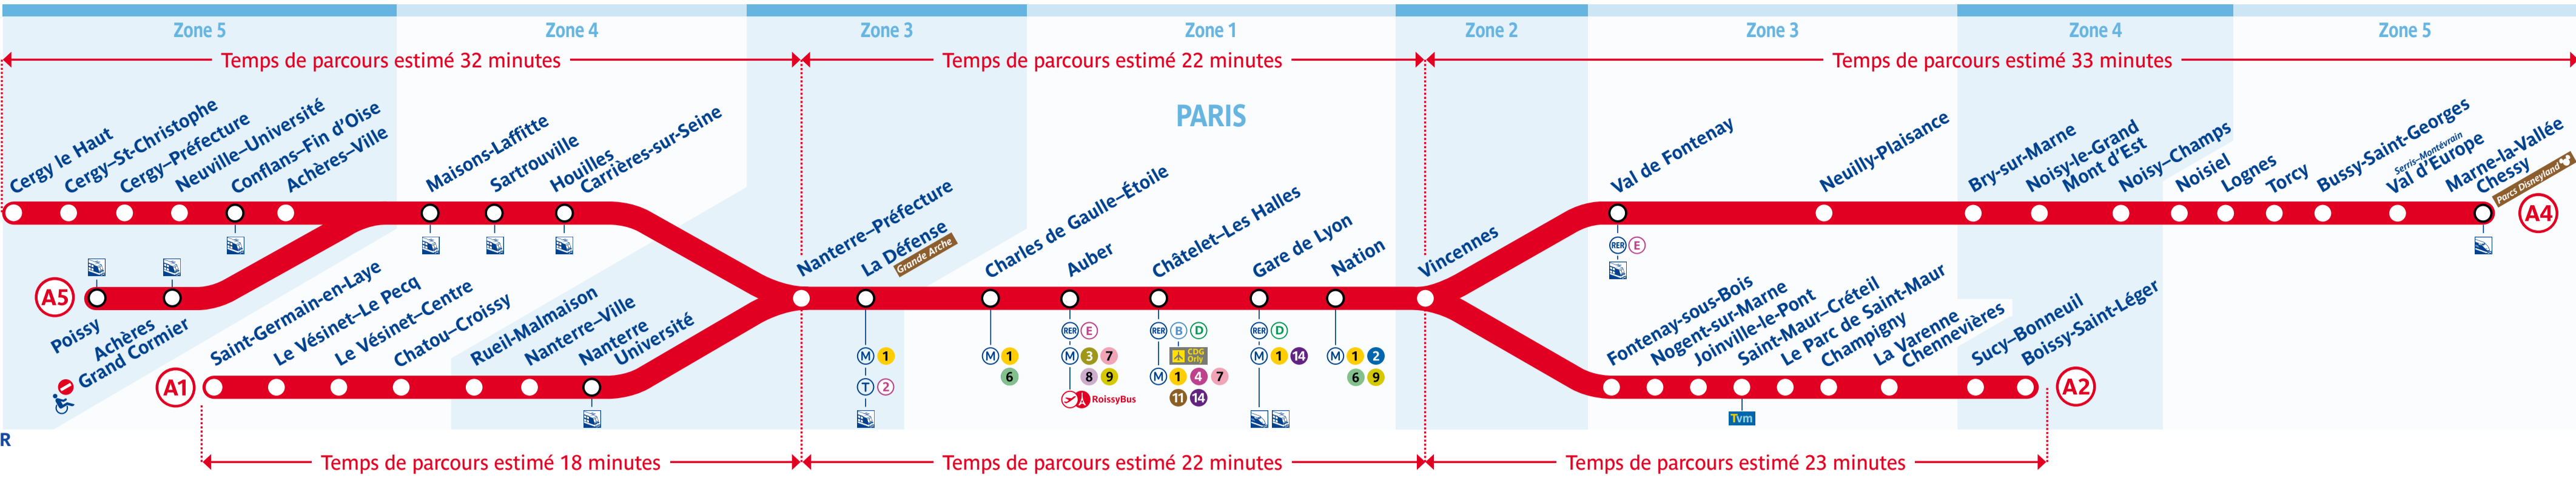 Zone 5
Zone 4
Zone 3
Zone 1
Zone 2
Zone 3
Zone 4
Zone 5
Temps de parcours estimé 32 minutes
Temps de parcours estimé 22 minutes
Temps de parcours estimé 33 minutes
PARIS
Cergy le Haut
Cergy–St-Christophe
Cergy–Préfecture
Neuville–Université
Conflans–Fin d'Oise
Achères–Ville
Maisons-Laffitte
Sartrouville
Houilles
Carrières-sur-Seine
A5
Poissy
Achères
Grand Cormier
A1
Saint-Germain-en-Laye
Le Vésinet–Le Pecq
Le Vésinet–Centre
Chatou–Croissy
Rueil-Malmaison
Nanterre–Ville
Nanterre
Université
Nanterre–Préfecture
La Défense
Grande Arche
M 1
T 2
Charles de Gaulle–Étoile
M 1
6
Auber
RER E
M 3 7
8 9
RoissyBus
Châtelet–Les Halles
RER B D
CDG
Orly
M 1 4 7
11 14
Gare de Lyon
RER D
M 1 14
Nation
M 1 2
6 9
Vincennes
Val de Fontenay
RER E
Neuilly-Plaisance
Bry-sur-Marne
Noisy-le-Grand
Mont d'Est
Noisy–Champs
Noisiel
Lognes
Torcy
Bussy-Saint-Georges
Serris–Montévrain
Val d'Europe
Marne-la-Vallée
Chessy
Parcs Disneyland
A4
Fontenay-sous-Bois
Nogent-sur-Marne
Joinville-le-Pont
Saint-Maur–Créteil
Tvm
Le Parc de Saint-Maur
Champigny
La Varenne
Chennevières
Sucy–Bonneuil
Boissy-Saint-Léger
A2
R
Temps de parcours estimé 18 minutes
Temps de parcours estimé 22 minutes
Temps de parcours estimé 23 minutes